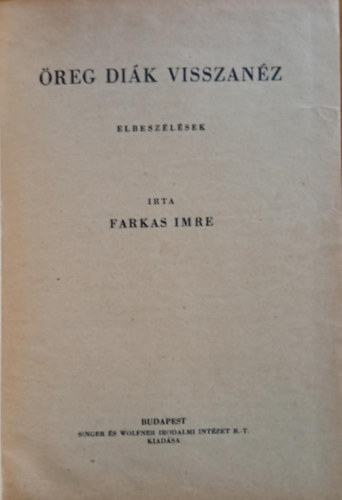 ÖREG DIÁK VISSZANÉZ
ELBESZÉLÉSEK
IRTA
FARKAS IMRE
BUDAPEST
SINGER ÉS WOLFNER IRODALMI INTÉZET R.-T.
KIADÁSA